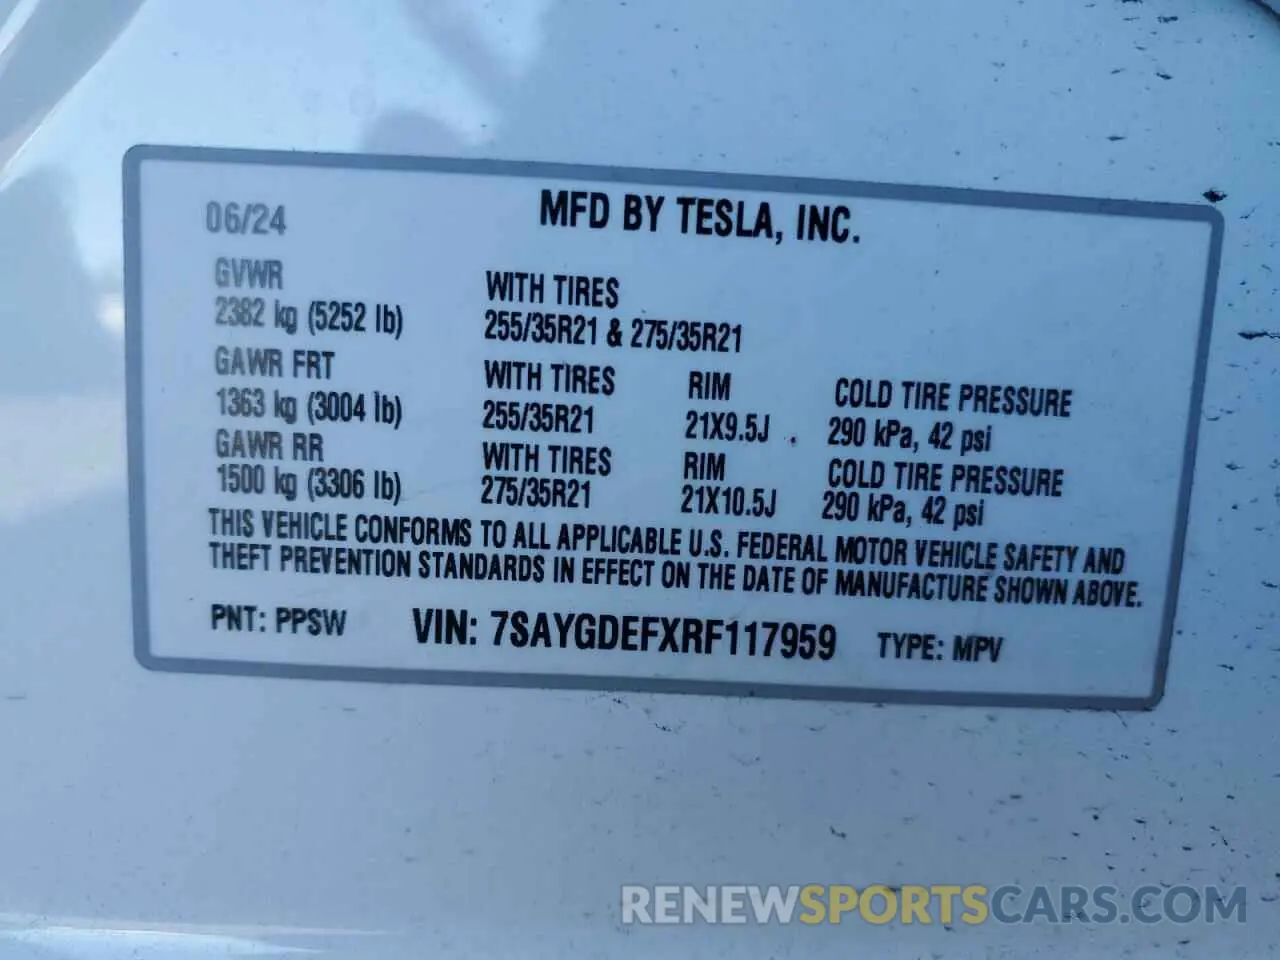 06/24 MFD BY TESLA, INC.
GVWR WITH TIRES
2382 kg (5252 lb) 255/35R21 & 275/35R21
GAWR FRT WITH TIRES RIM COLD TIRE PRESSURE
1363 kg (3004 lb) 255/35R21 21X9.5J 290 kPa, 42 psi
GAWR RR WITH TIRES RIM COLD TIRE PRESSURE
1500 kg (3306 lb) 275/35R21 21X10.5J 290 kPa, 42 psi
THIS VEHICLE CONFORMS TO ALL APPLICABLE U.S. FEDERAL MOTOR VEHICLE SAFETY AND
THEFT PREVENTION STANDARDS IN EFFECT ON THE DATE OF MANUFACTURE SHOWN ABOVE.
PNT: PPSW VIN: 7SAYGDEFXRF117959 TYPE: MPV
RENEWSPORTSCARS.COM